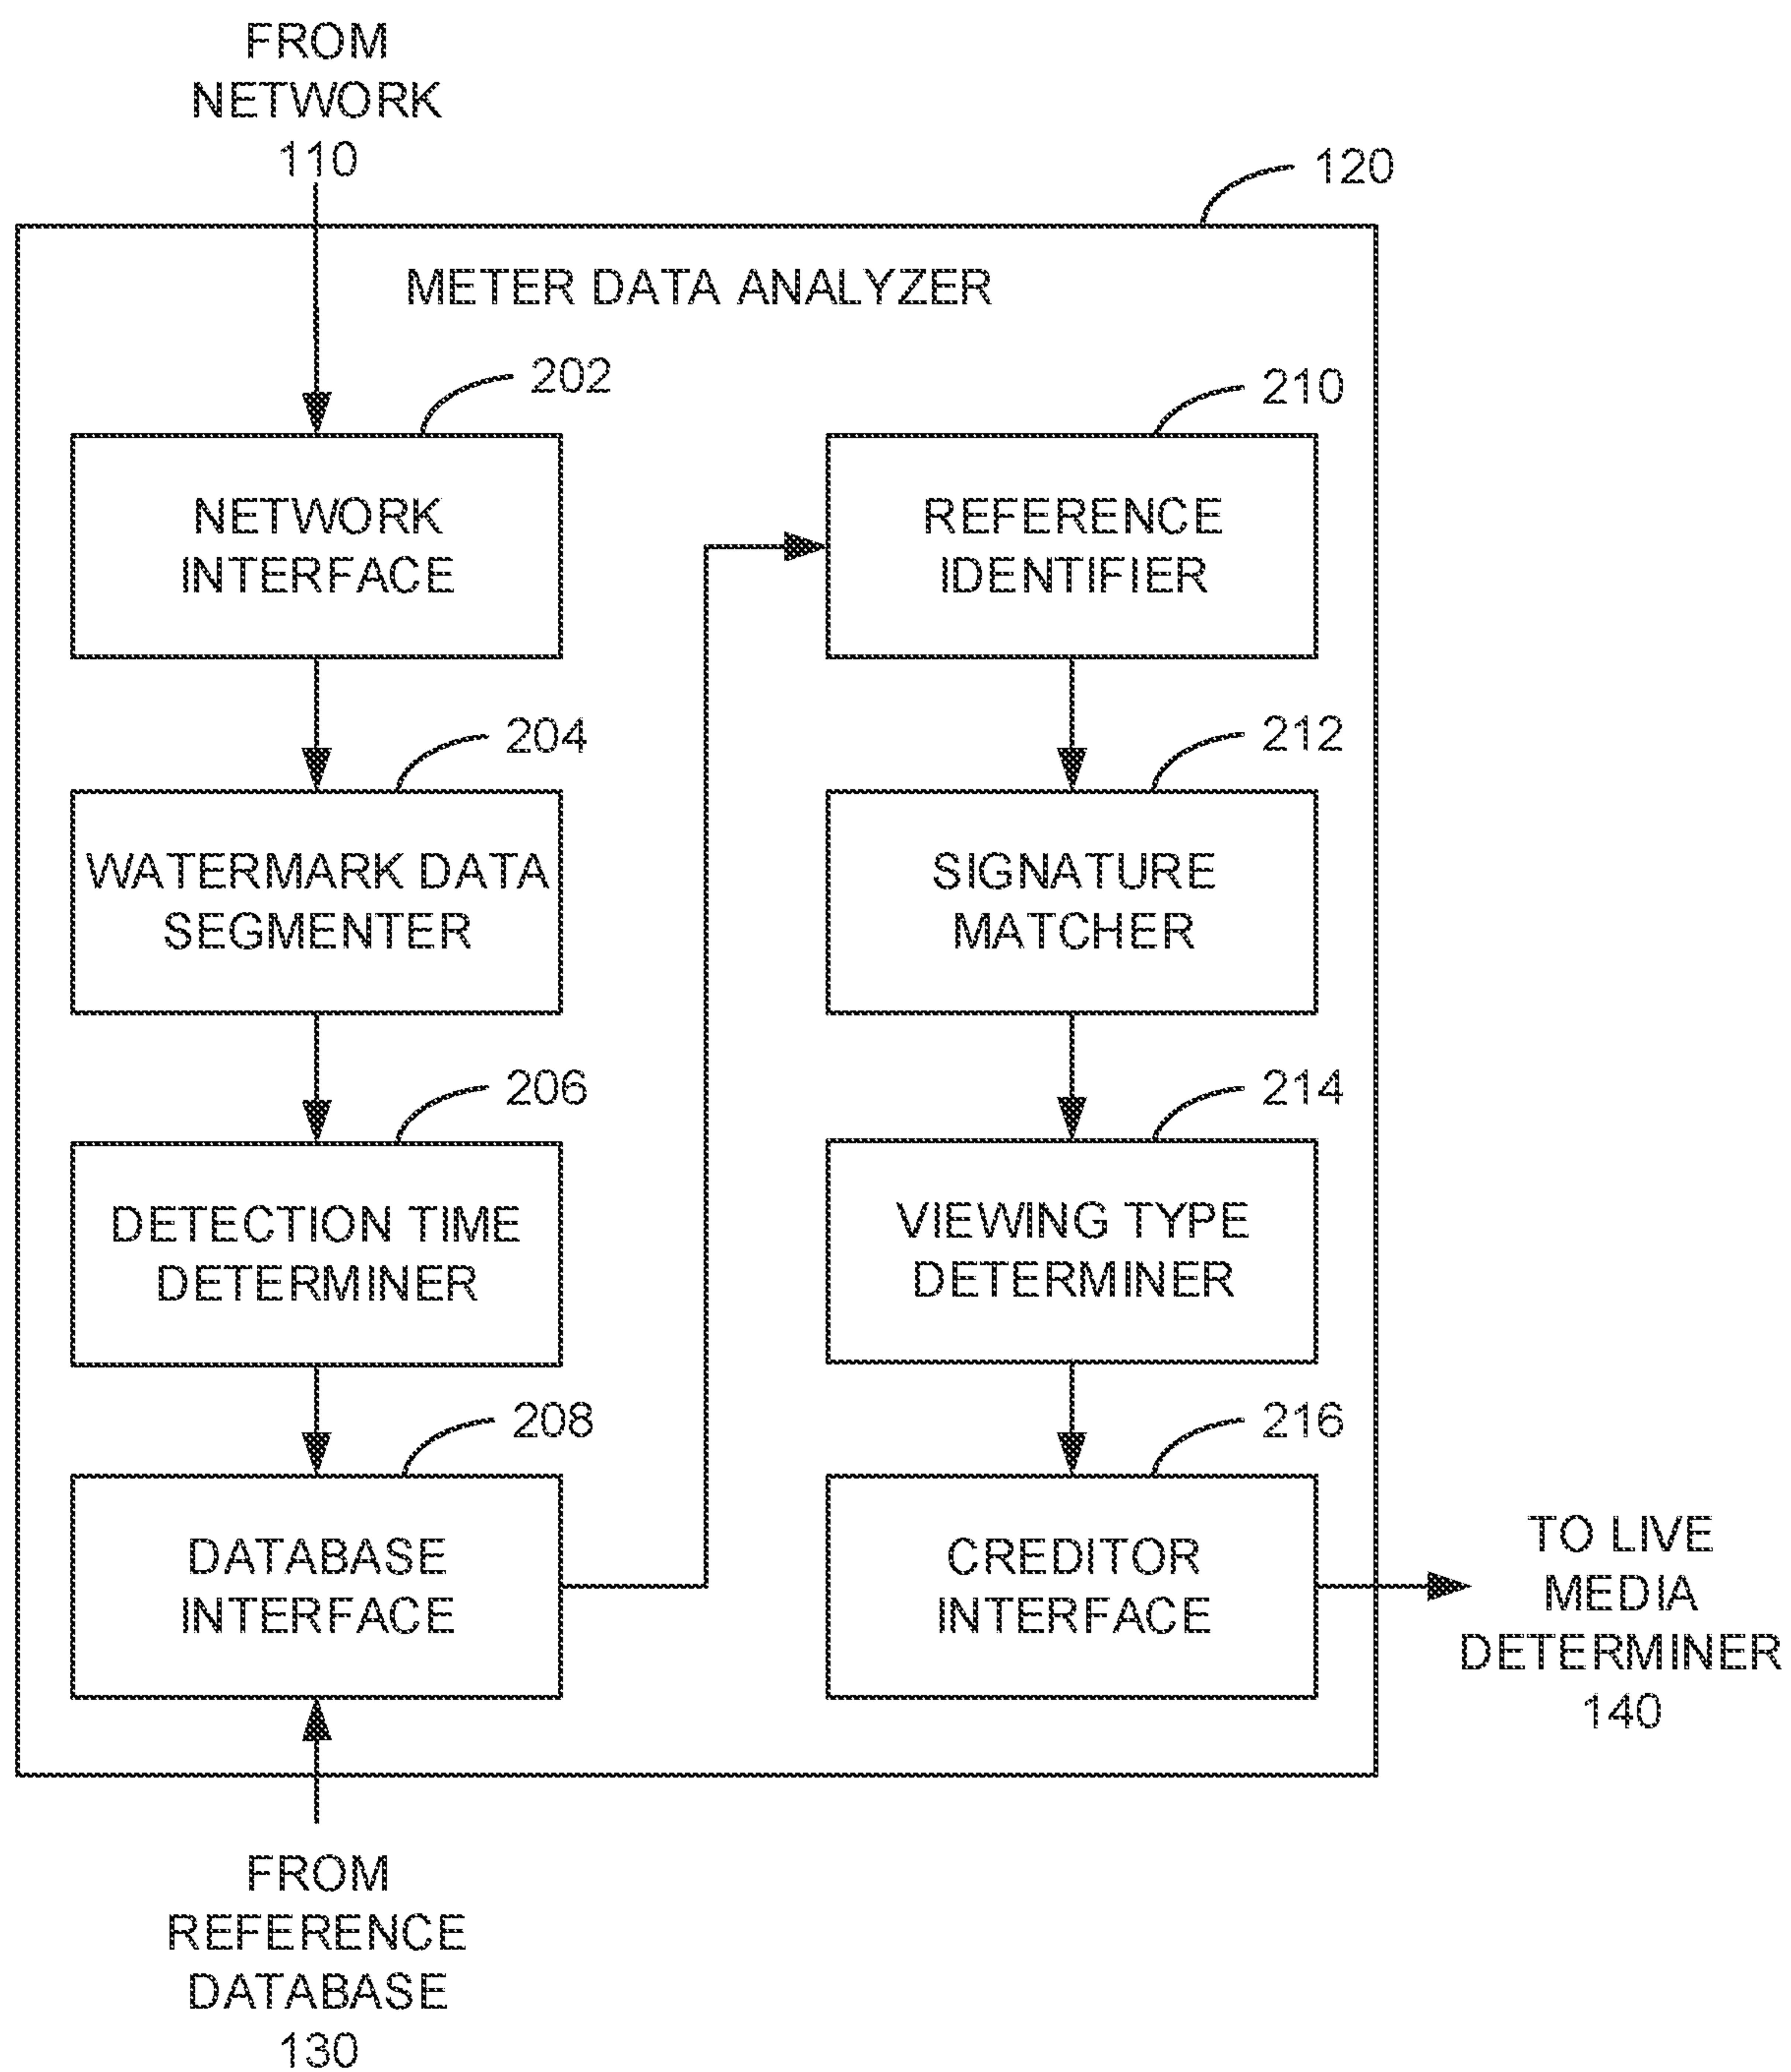 FROM
NETWORK
110
120
METER DATA ANALYZER
202
NETWORK
INTERFACE
204
WATERMARK DATA
SEGMENTER
206
DETECTION TIME
DETERMINER
208
DATABASE
INTERFACE
210
REFERENCE
IDENTIFIER
212
SIGNATURE
MATCHER
214
VIEWING TYPE
DETERMINER
216
CREDITOR
INTERFACE
TO LIVE
MEDIA
DETERMINER
140
FROM
REFERENCE
DATABASE
130